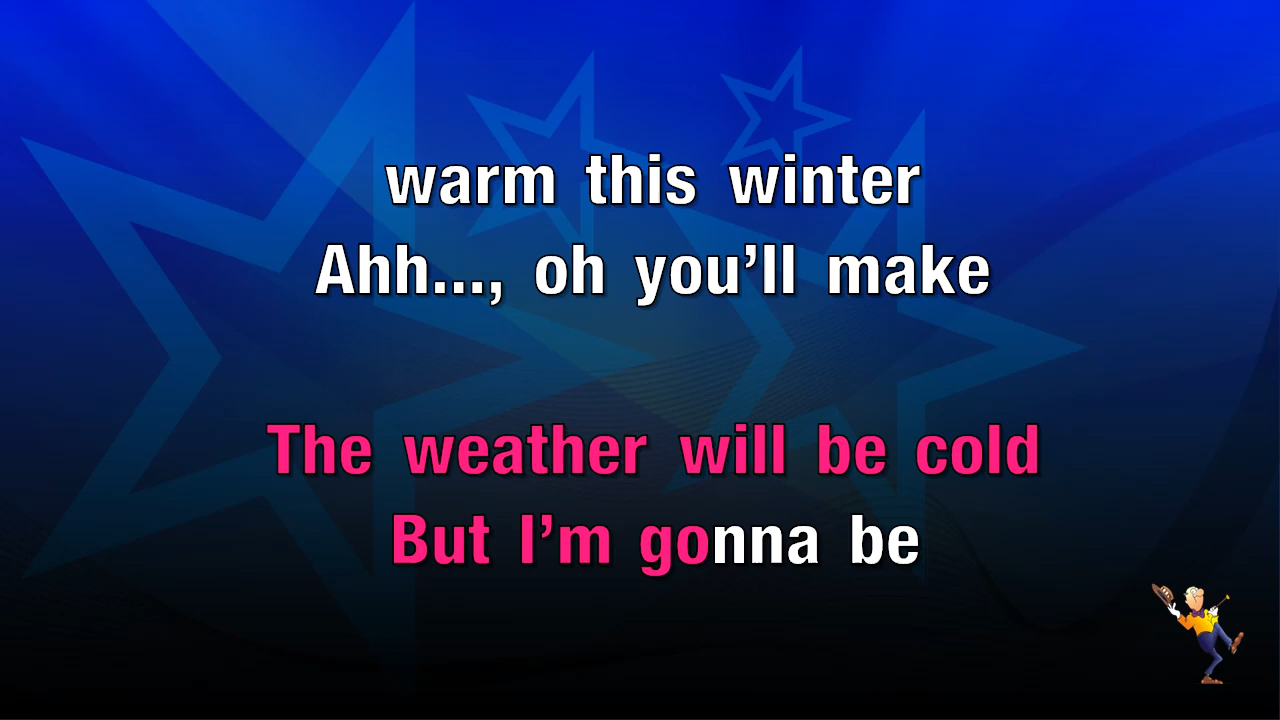 warm this winter
Ahh..., oh you’ll make
The weather will be cold
But I’m gonna be